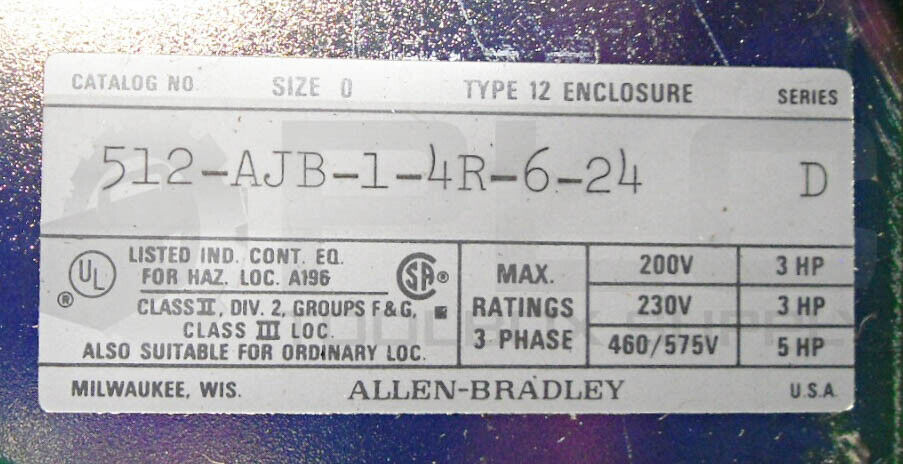 CATALOG NO. SIZE 0 TYPE 12 ENCLOSURE SERIES
512-AJB-1-4R-6-24 D
UL ®
LISTED IND. CONT. EQ.
FOR HAZ. LOC. A196
CLASS II, DIV. 2, GROUPS F&G,
CLASS III LOC.
ALSO SUITABLE FOR ORDINARY LOC.
SA ®
MAX.
RATINGS
3 PHASE
200V 3 HP
230V 3 HP
460/575V 5 HP
MILWAUKEE, WIS. ALLEN-BRADLEY U.S.A.